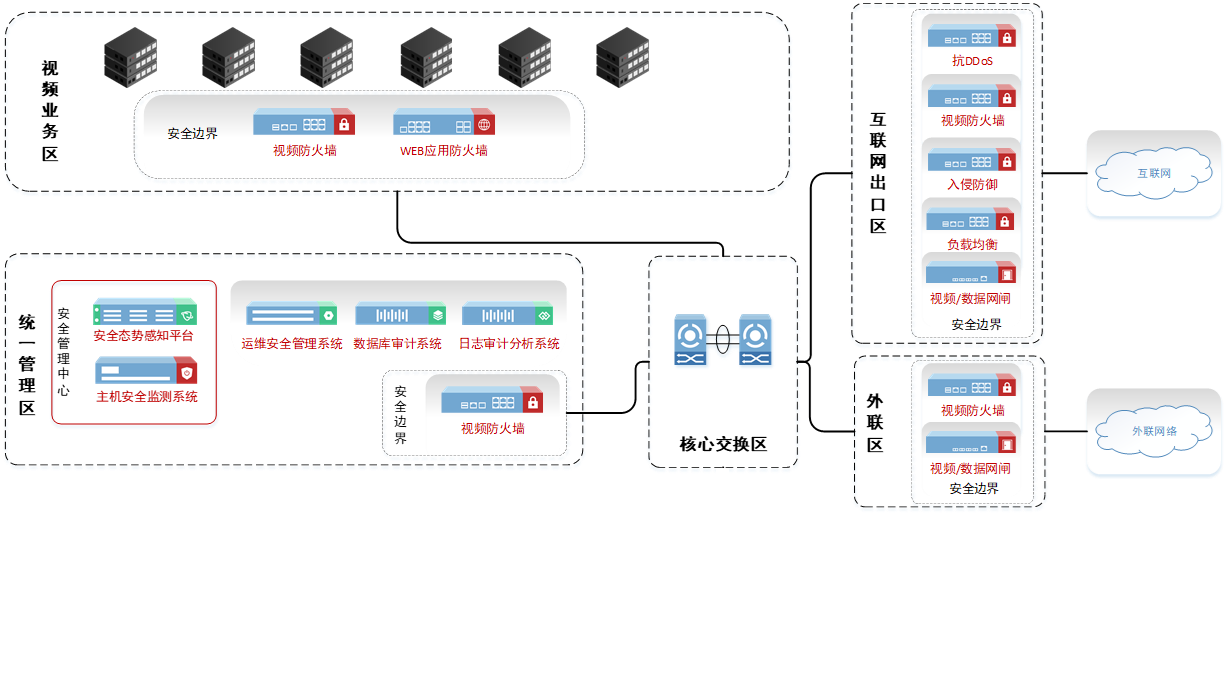 视频业务区
安全边界
视频防火墙
WEB应用防火墙
统一管理区
安全管理中心
安全态势感知平台
主机安全监测系统
运维安全管理系统
数据库审计系统
日志审计分析系统
安全边界
视频防火墙
核心交换区
互联网出口区
抗DDoS
视频防火墙
入侵防御
负载均衡
视频/数据网闸
安全边界
互联网
外联区
视频防火墙
视频/数据网闸
安全边界
外联网络